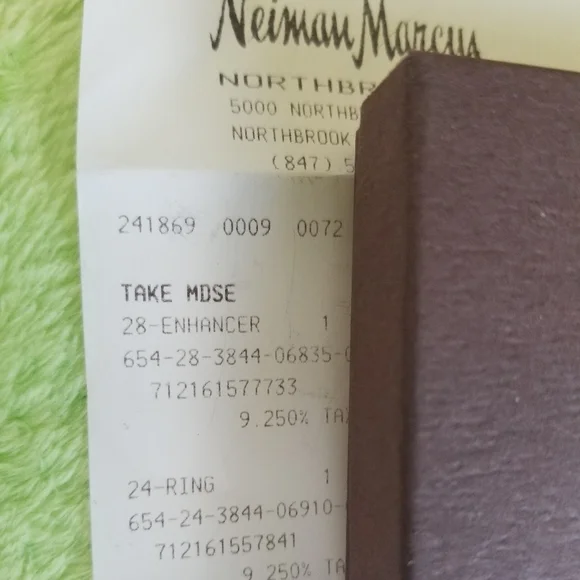 Neiman Marcus
NORTHBR
5000 NORTHB
NORTHBROOK
(847) 5
241869 0009 0072
TAKE MDSE
28-ENHANCER 1
654-28-3844-06835-
712161577733
9.250% TA
24-RING 1
654-24-3844-06910-
712161557841
9.250% TA